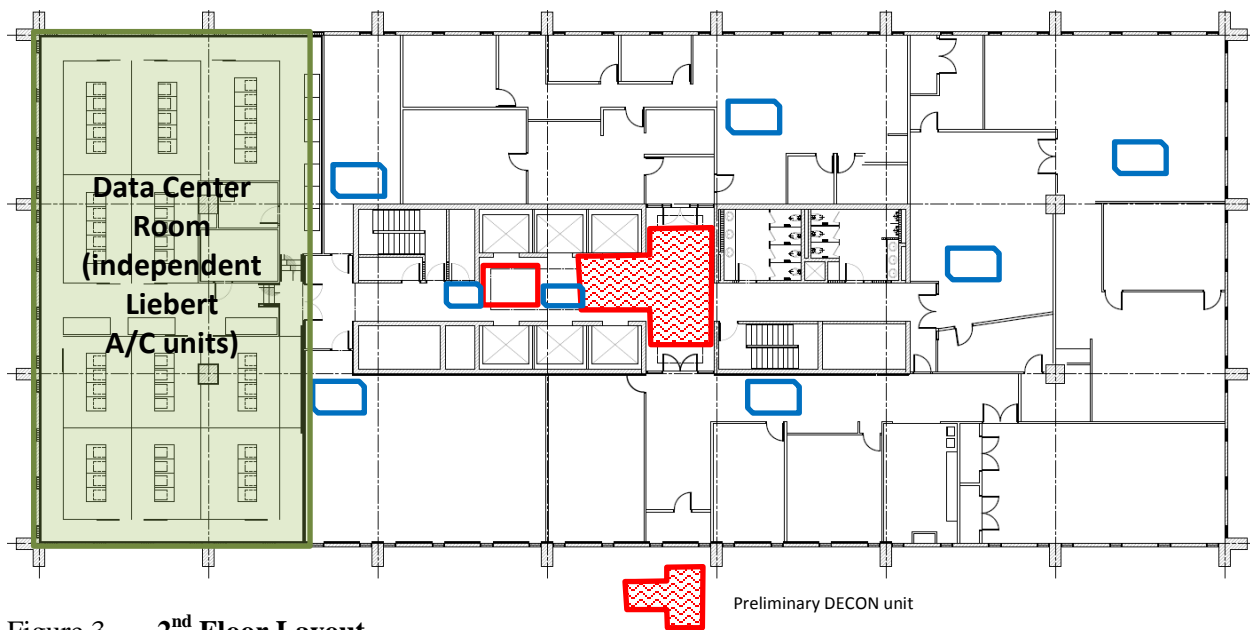 Data Center
Room
(independent
Liebert
A/C units)
Preliminary DECON unit
Figure 3 2nd Floor Layout